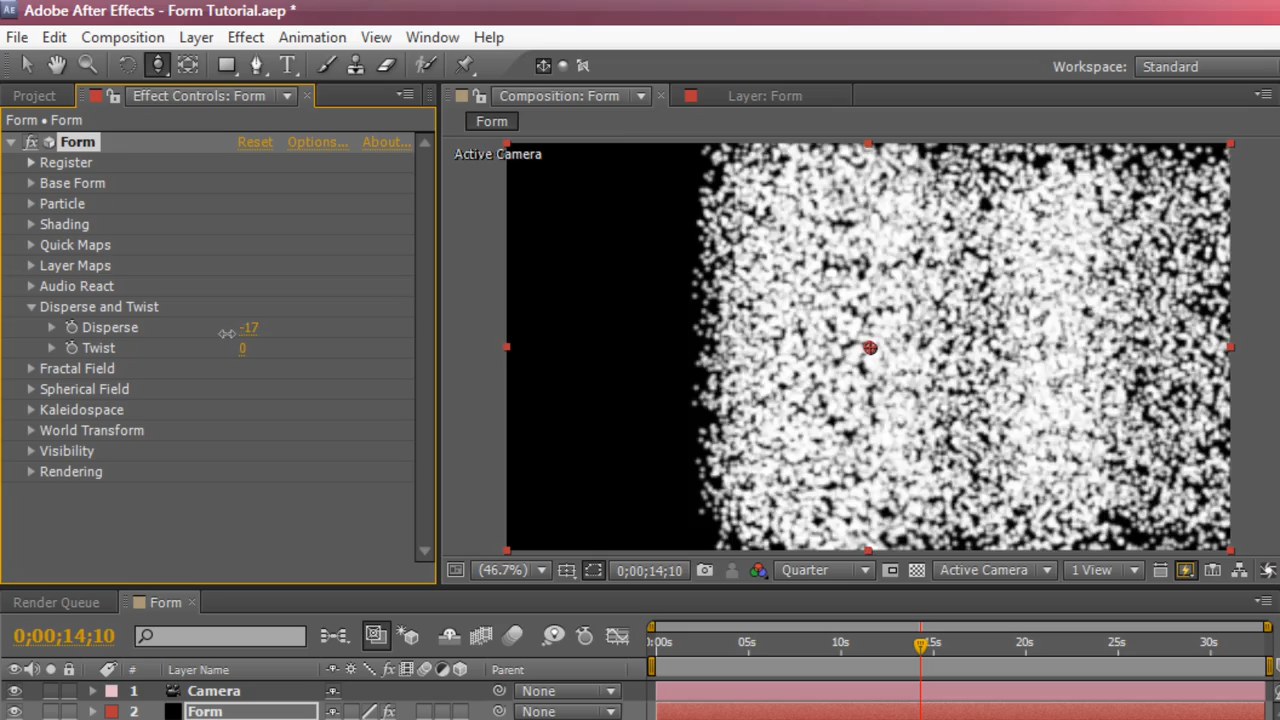 AE Adobe After Effects - Form Tutorial.aep *
File Edit Composition Layer Effect Animation View Window Help
T Workspace: Standard
Project Effect Controls: Form Composition: Form Layer: Form
Form • Form
Form
fx Form Reset Options... About...
Active Camera
Register
Base Form
Particle
Shading
Quick Maps
Layer Maps
Audio React
Disperse and Twist
Disperse -17
Twist 0
Fractal Field
Spherical Field
Kaleidospace
World Transform
Visibility
Rendering
(46.7%) 0;00;14;10 Quarter Active Camera 1 View
Render Queue Form
0;00;14;10
0:00s 05s 10s 15s 20s 25s 30s
# Layer Name fx Parent
1 Camera None
2 Form fx None